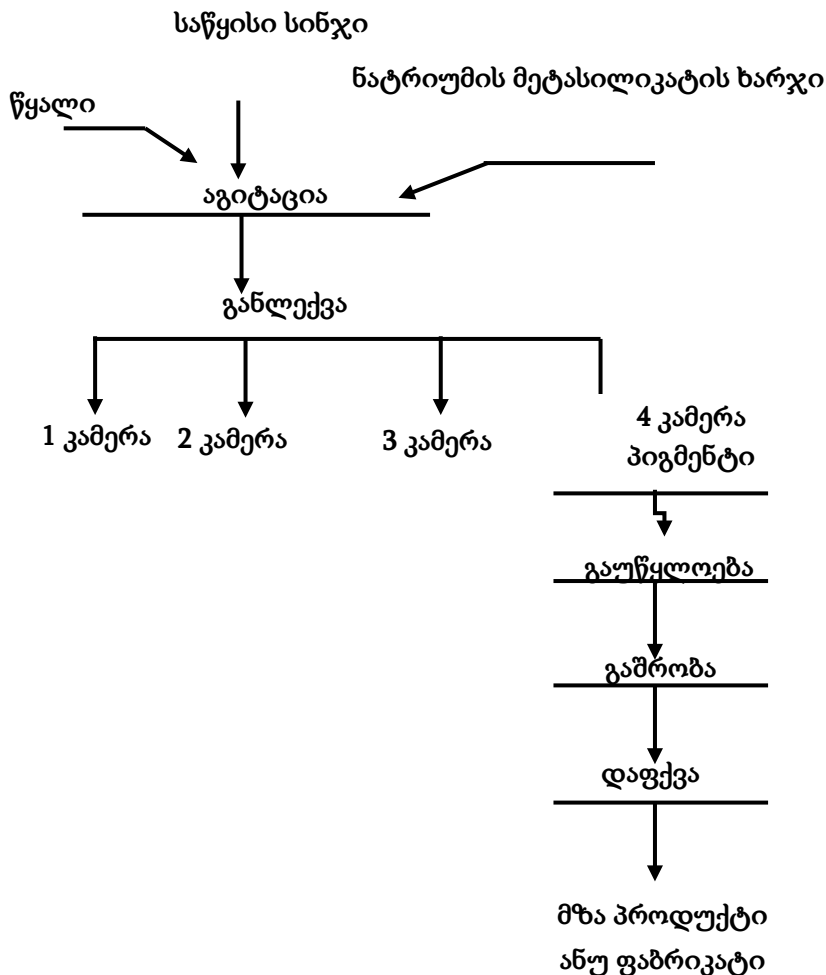 საწყისი სინჯი
ნატრიუმის მეტასილიკატის ხარჯი
წყალი
აგიტაცია
განლექვა
1 კამერა
2 კამერა
3 კამერა
4 კამერა
პიგმენტი
გაუწყლოება
გაშრობა
დაფქვა
მზა პროდუქტი
ანუ ფაბრიკატი